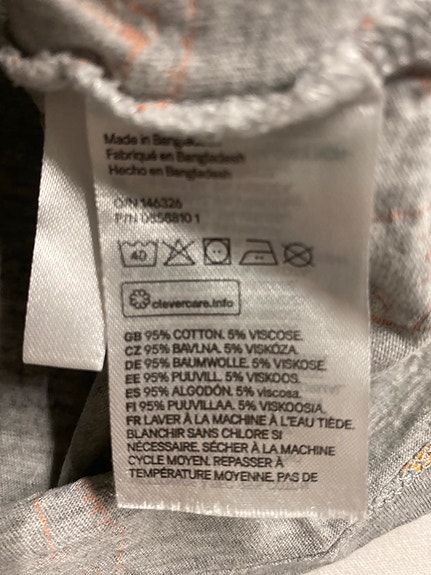 Made in Bangladesh
Fabriqué en Bangladesh
Hecho en Bangladesh
O/N 146326
P/N 0858810 1
40
clevercare.info
GB 95% COTTON. 5% VISCOSE.
CZ 95% BAVLNA. 5% VISKÓZA.
DE 95% BAUMWOLLE. 5% VISKOSE.
EE 95% PUUVILL. 5% VISKOOS.
ES 95% ALGODÓN. 5% viscosa.
FI 95% PUUVILLAA. 5% VISKOOSIA.
FR LAVER À LA MACHINE À L'EAU TIÈDE.
BLANCHIR SANS CHLORE SI
NÉCESSAIRE. SÉCHER À LA MACHINE
CYCLE MOYEN. REPASSER À
TEMPÉRATURE MOYENNE. PAS DE